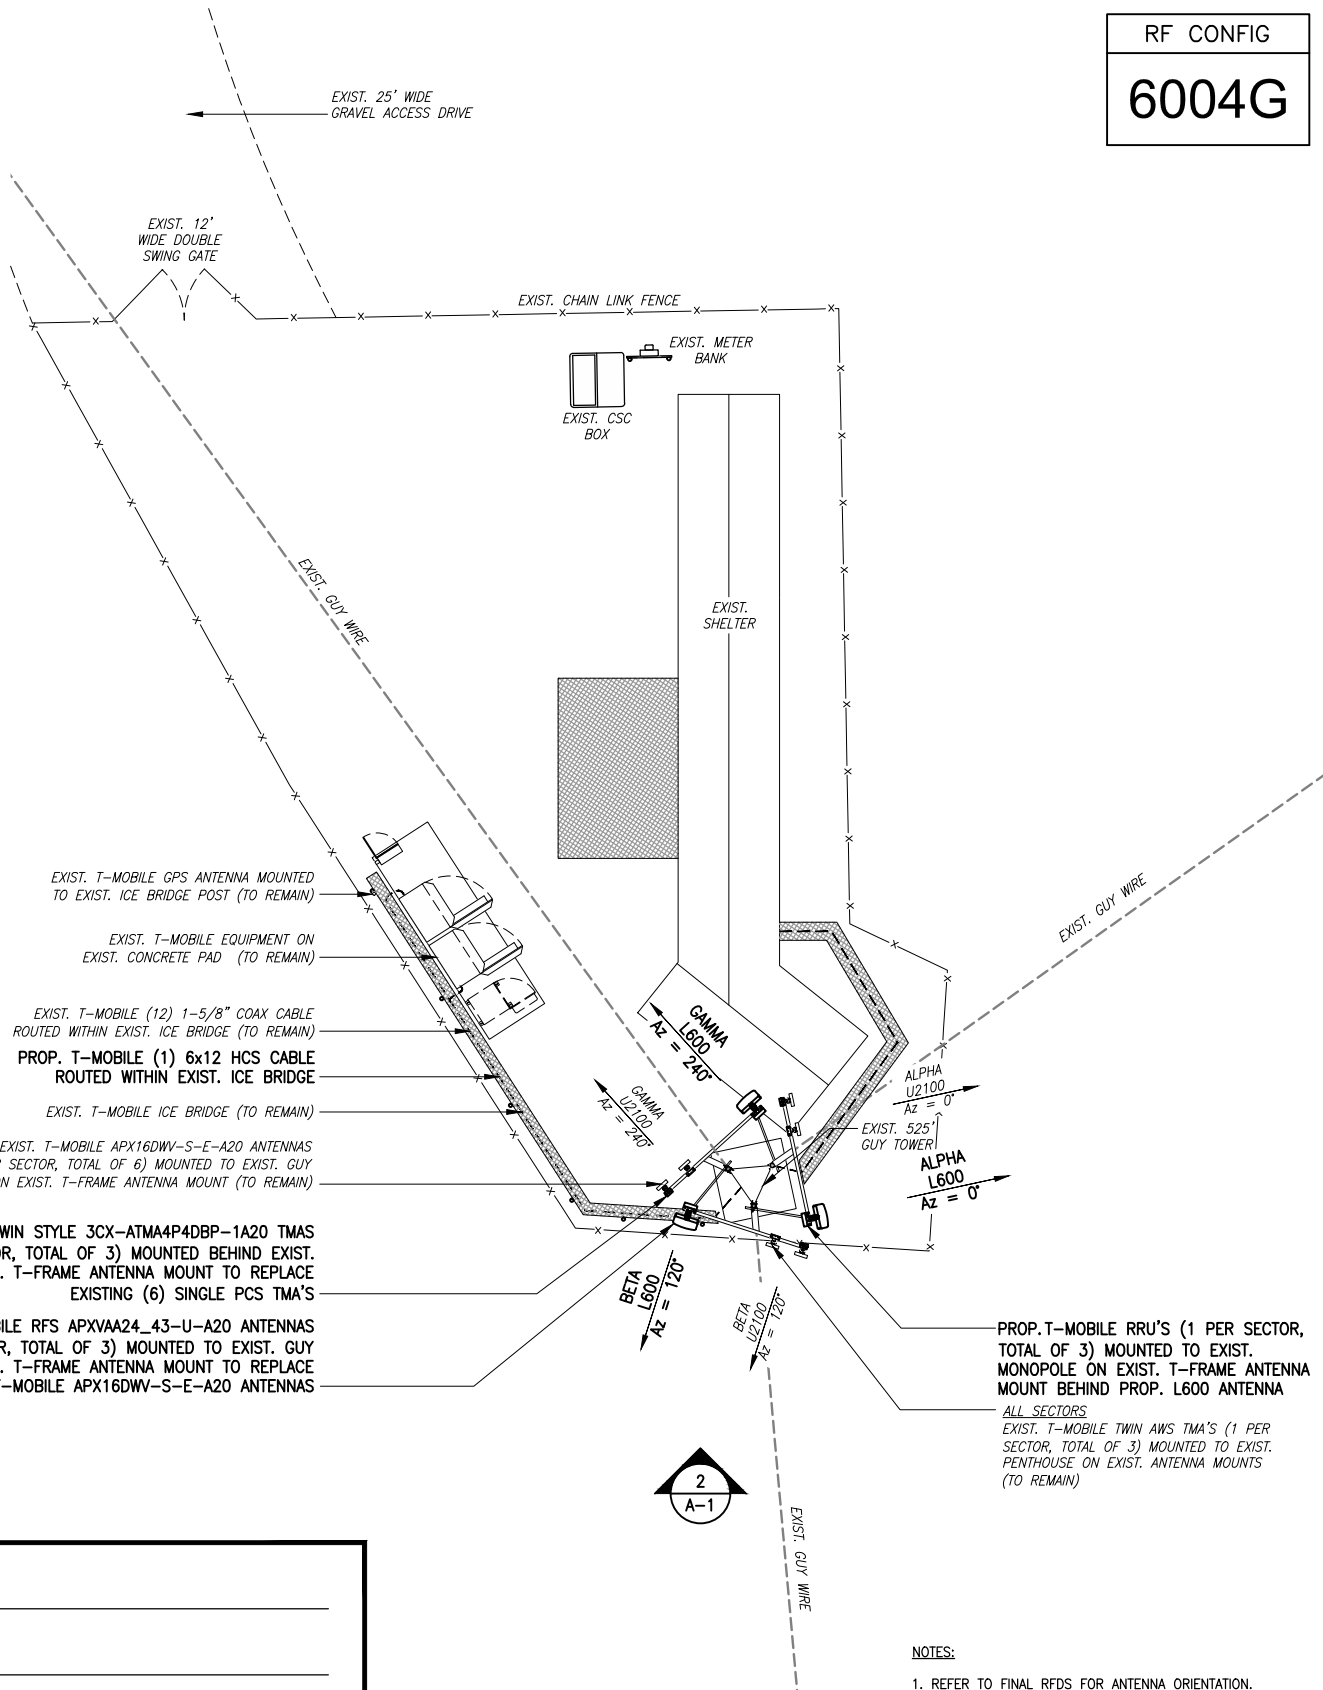 RF CONFIG
6004G
EXIST. 25' WIDE
GRAVEL ACCESS DRIVE
EXIST. 12'
WIDE DOUBLE
SWING GATE
EXIST. CHAIN LINK FENCE
EXIST. METER
BANK
EXIST. CSC
BOX
EXIST. GUY WIRE
EXIST.
SHELTER
EXIST. GUY WIRE
EXIST. T-MOBILE GPS ANTENNA MOUNTED
TO EXIST. ICE BRIDGE POST (TO REMAIN)
EXIST. T-MOBILE EQUIPMENT ON
EXIST. CONCRETE PAD (TO REMAIN)
EXIST. T-MOBILE (12) 1-5/8" COAX CABLE
ROUTED WITHIN EXIST. ICE BRIDGE (TO REMAIN)
PROP. T-MOBILE (1) 6x12 HCS CABLE
ROUTED WITHIN EXIST. ICE BRIDGE
EXIST. T-MOBILE ICE BRIDGE (TO REMAIN)
EXIST. T-MOBILE APX16DWV-S-E-A20 ANTENNAS
SECTOR, TOTAL OF 6) MOUNTED TO EXIST. GUY
ON EXIST. T-FRAME ANTENNA MOUNT (TO REMAIN)
STYLE 3CX-ATMA4P4DBP-1A20 TMAS
TOTAL OF 3) MOUNTED BEHIND EXIST.
T-FRAME ANTENNA MOUNT TO REPLACE
EXISTING (6) SINGLE PCS TMA'S
RFS APXVAA24_43-U-A20 ANTENNAS
TOTAL OF 3) MOUNTED TO EXIST. GUY
T-FRAME ANTENNA MOUNT TO REPLACE
T-MOBILE APX16DWV-S-E-A20 ANTENNAS
GAMMA
L600
Az = 240°
GAMMA
U2100
Az = 240°
ALPHA
U2100
Az = 0°
EXIST. 525'
GUY TOWER
ALPHA
L600
Az = 0°
BETA
L600
Az = 120°
BETA
U2100
Az = 120°
PROP. T-MOBILE RRU'S (1 PER SECTOR,
TOTAL OF 3) MOUNTED TO EXIST.
MONOPOLE ON EXIST. T-FRAME ANTENNA
MOUNT BEHIND PROP. L600 ANTENNA
ALL SECTORS
EXIST. T-MOBILE TWIN AWS TMA'S (1 PER
SECTOR, TOTAL OF 3) MOUNTED TO EXIST.
PENTHOUSE ON EXIST. ANTENNA MOUNTS
(TO REMAIN)
2
A-1
EXIST. GUY WIRE
NOTES:
1. REFER TO FINAL RFDS FOR ANTENNA ORIENTATION.